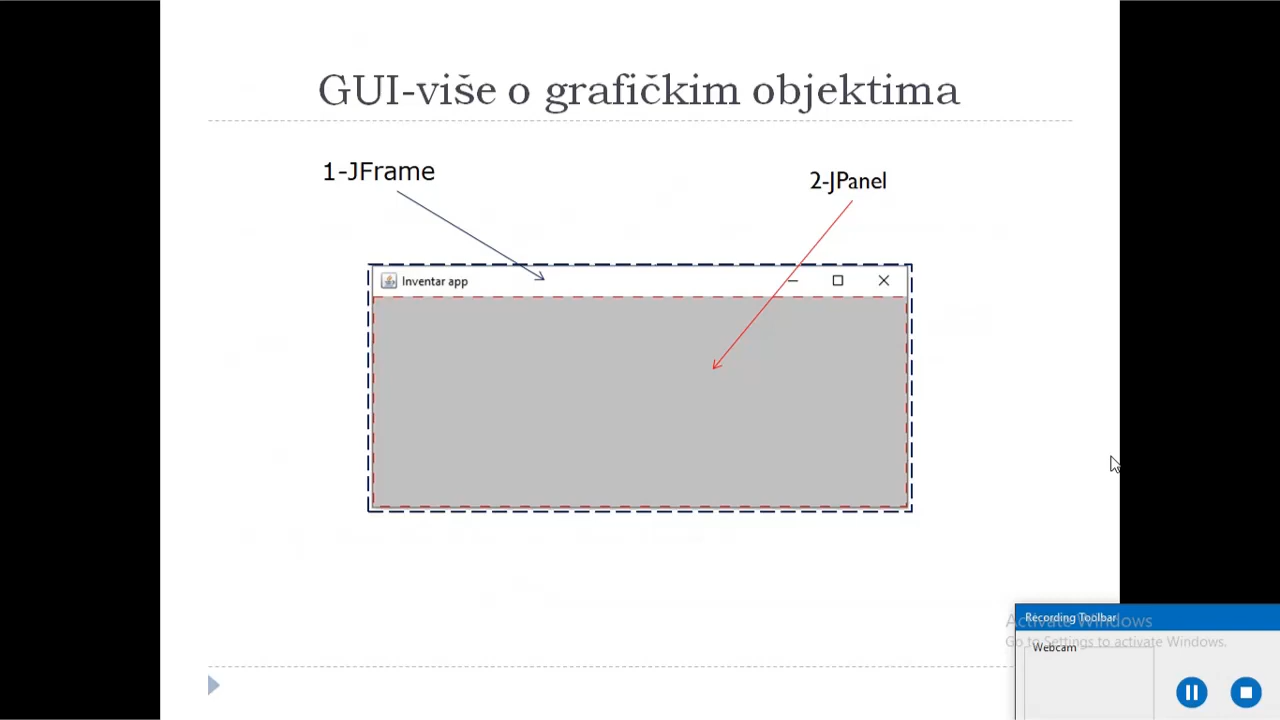 GUI-više o grafičkim objektima
1-JFrame
2-JPanel
Inventar app
Recording Toolbar
Activate Windows
Go to Settings to activate Windows.
Webcam